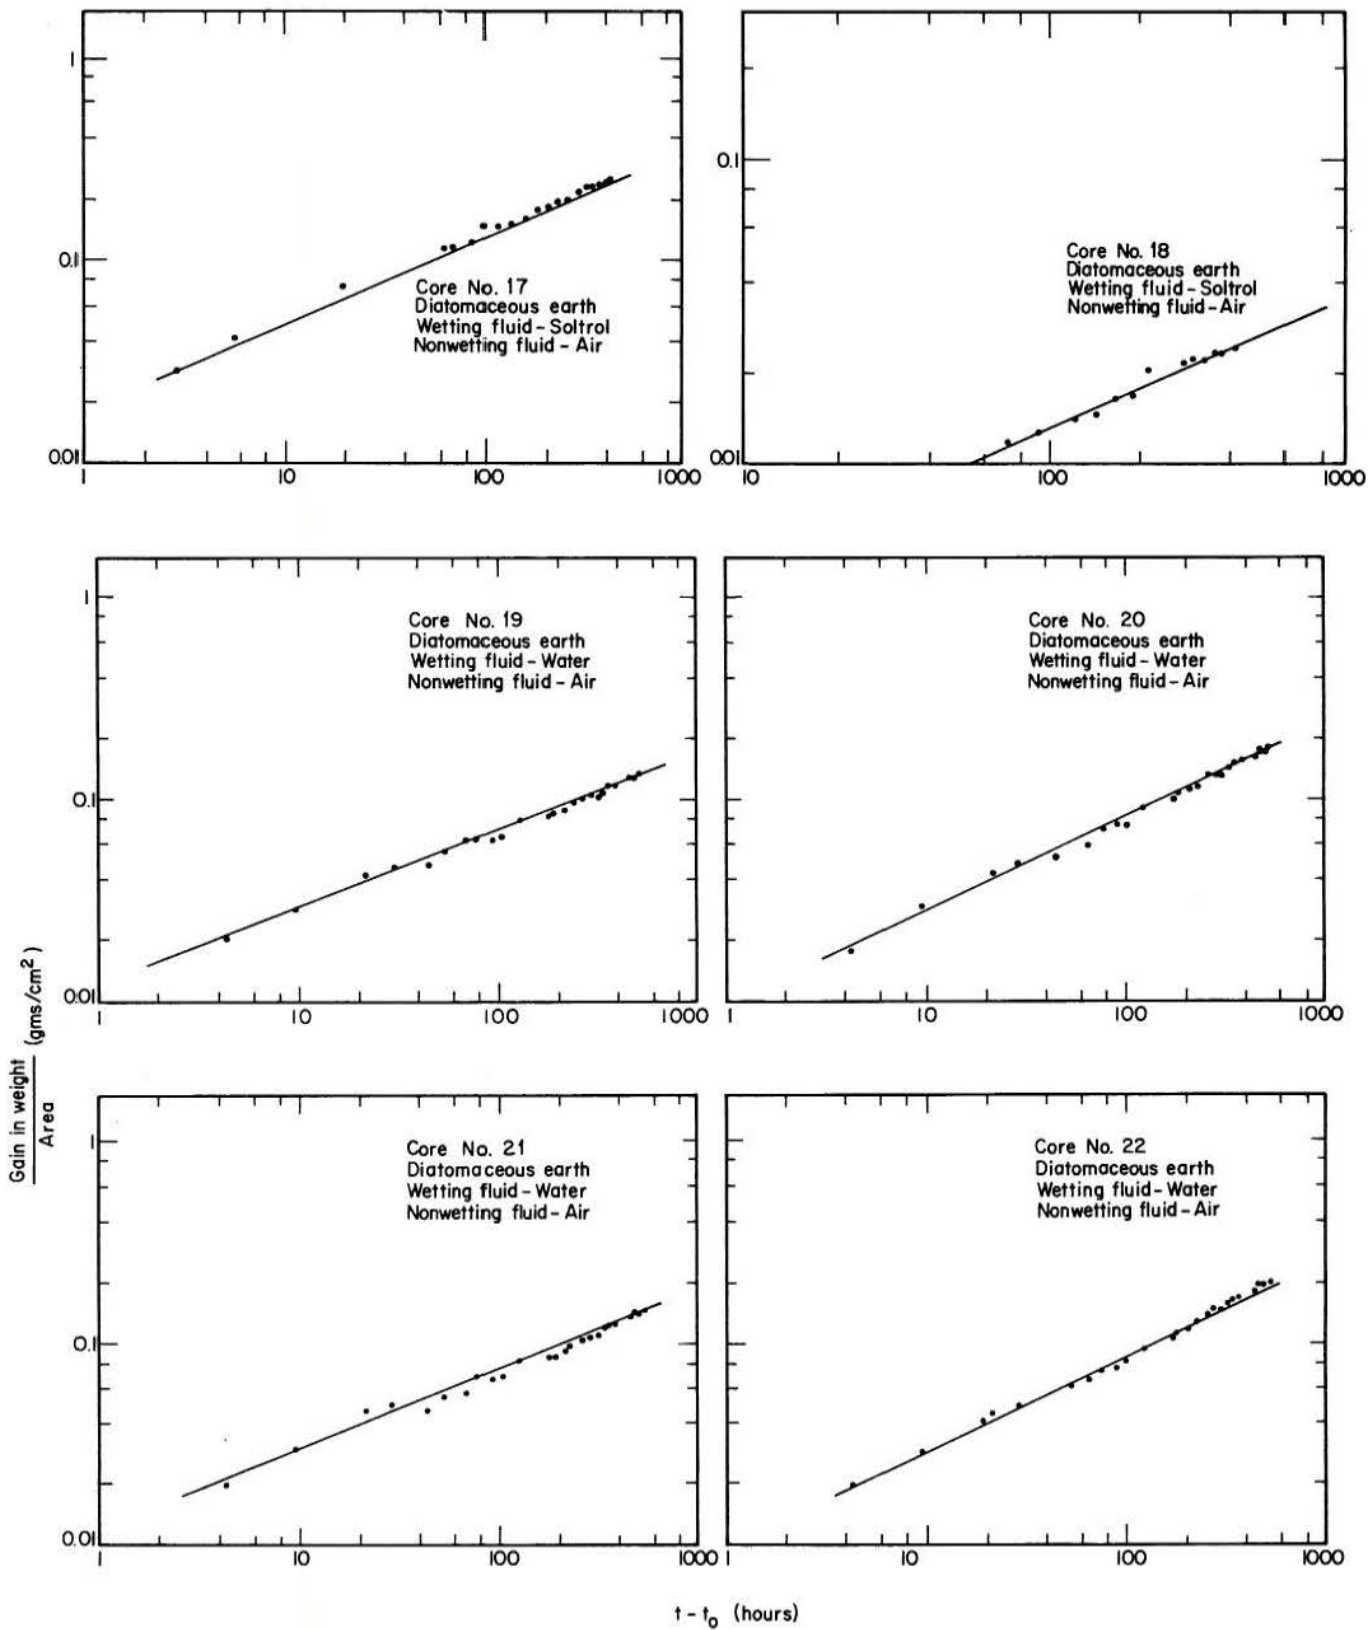 1
0.1
0.01
1
10
100
1000
Core No. 17
Diatomaceous earth
Wetting fluid-Soltrol
Nonwetting fluid-Air
0.1
001
10
100
1000
Core No. 18
Diatomaceous earth
Wetting fluid-Soltrol
Nonwetting fluid-Air
1
0.1
0.01
1
10
100
1000
Core No. 19
Diatomaceous earth
Wetting fluid-Water
Nonwetting fluid-Air
1
10
100
1000
Core No. 20
Diatomaceous earth
Wetting fluid-Water
Nonwetting fluid-Air
1
0.1
0.01
1
10
100
1000
Core No. 21
Diatomaceous earth
Wetting fluid-Water
Nonwetting fluid-Air
1
10
100
1000
Core No. 22
Diatomaceous earth
Wetting fluid-Water
Nonwetting fluid-Air
Gain in weight
Area
(gms/cm²)
t - t₀ (hours)